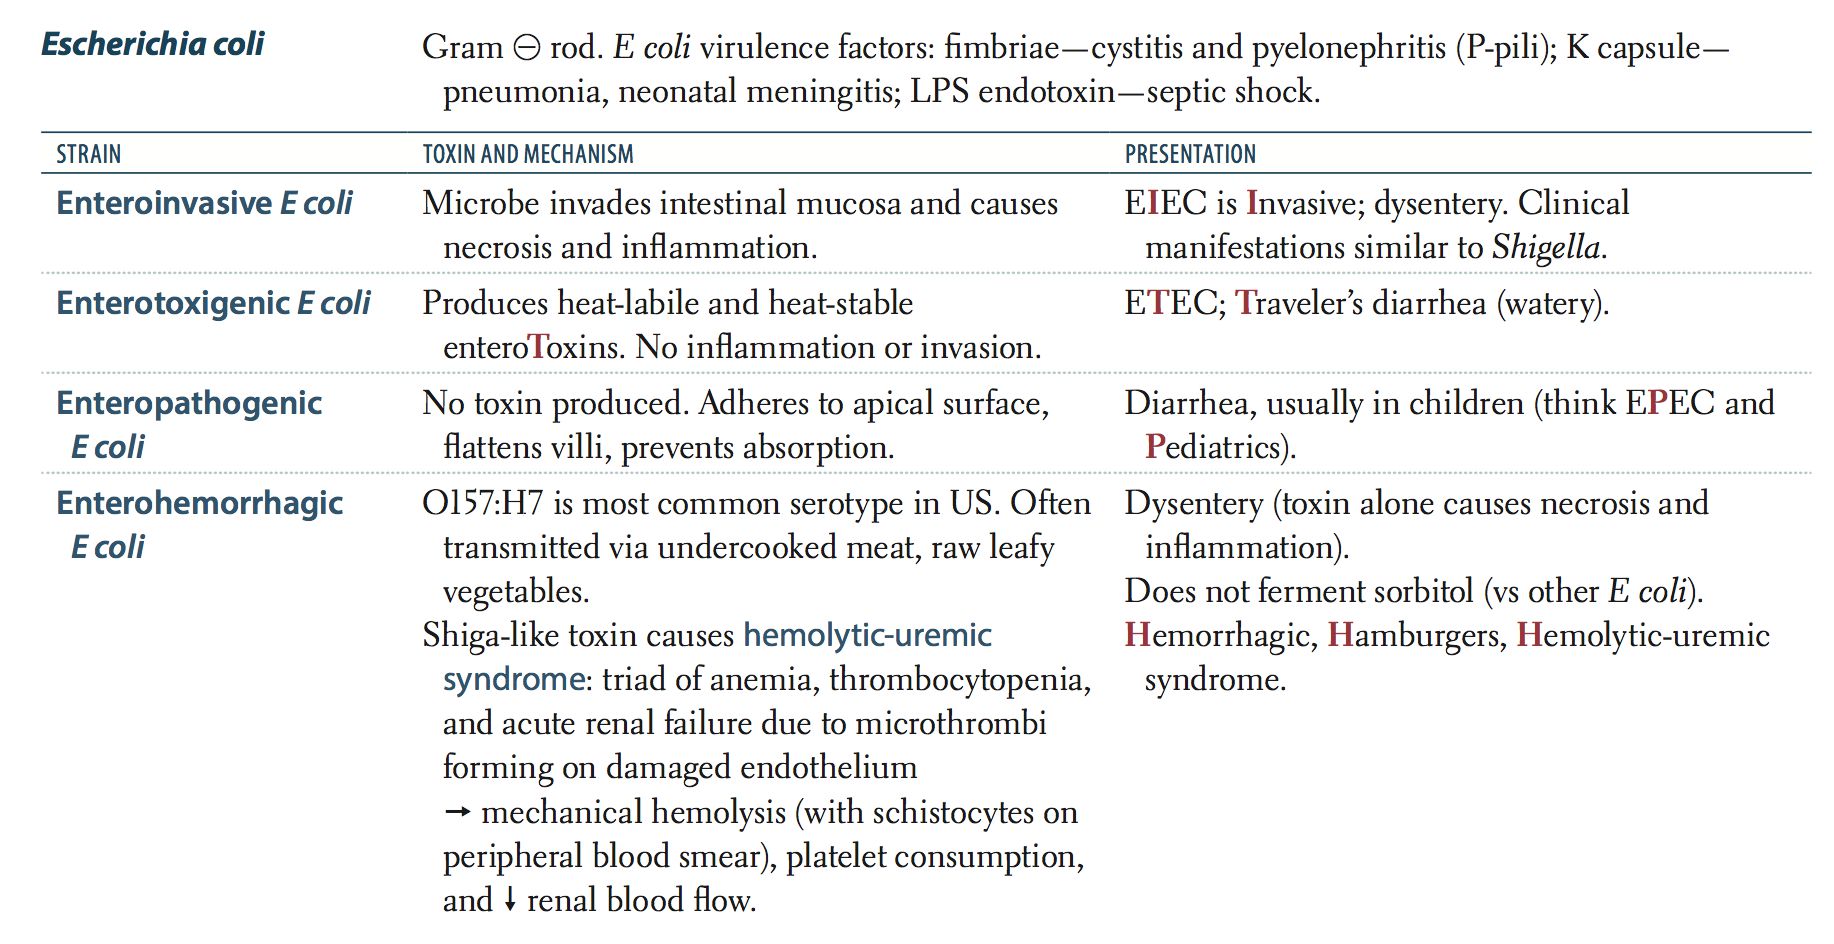 Escherichia coli
Gram ⊖ rod. E coli virulence factors: fimbriae—cystitis and pyelonephritis (P-pili); K capsule—
pneumonia, neonatal meningitis; LPS endotoxin—septic shock.
STRAIN
TOXIN AND MECHANISM
PRESENTATION
Enteroinvasive E coli
Microbe invades intestinal mucosa and causes
necrosis and inflammation.
EIEC is Invasive; dysentery. Clinical
manifestations similar to Shigella.
Enterotoxigenic E coli
Produces heat-labile and heat-stable
enteroToxins. No inflammation or invasion.
ETEC; Traveler’s diarrhea (watery).
Enteropathogenic
E coli
No toxin produced. Adheres to apical surface,
flattens villi, prevents absorption.
Diarrhea, usually in children (think EPEC and
Pediatrics).
Enterohemorrhagic
E coli
O157:H7 is most common serotype in US. Often
transmitted via undercooked meat, raw leafy
vegetables.
Shiga-like toxin causes hemolytic-uremic
syndrome: triad of anemia, thrombocytopenia,
and acute renal failure due to microthrombi
forming on damaged endothelium
→ mechanical hemolysis (with schistocytes on
peripheral blood smear), platelet consumption,
and ↓ renal blood flow.
Dysentery (toxin alone causes necrosis and
inflammation).
Does not ferment sorbitol (vs other E coli).
Hemorrhagic, Hamburgers, Hemolytic-uremic
syndrome.